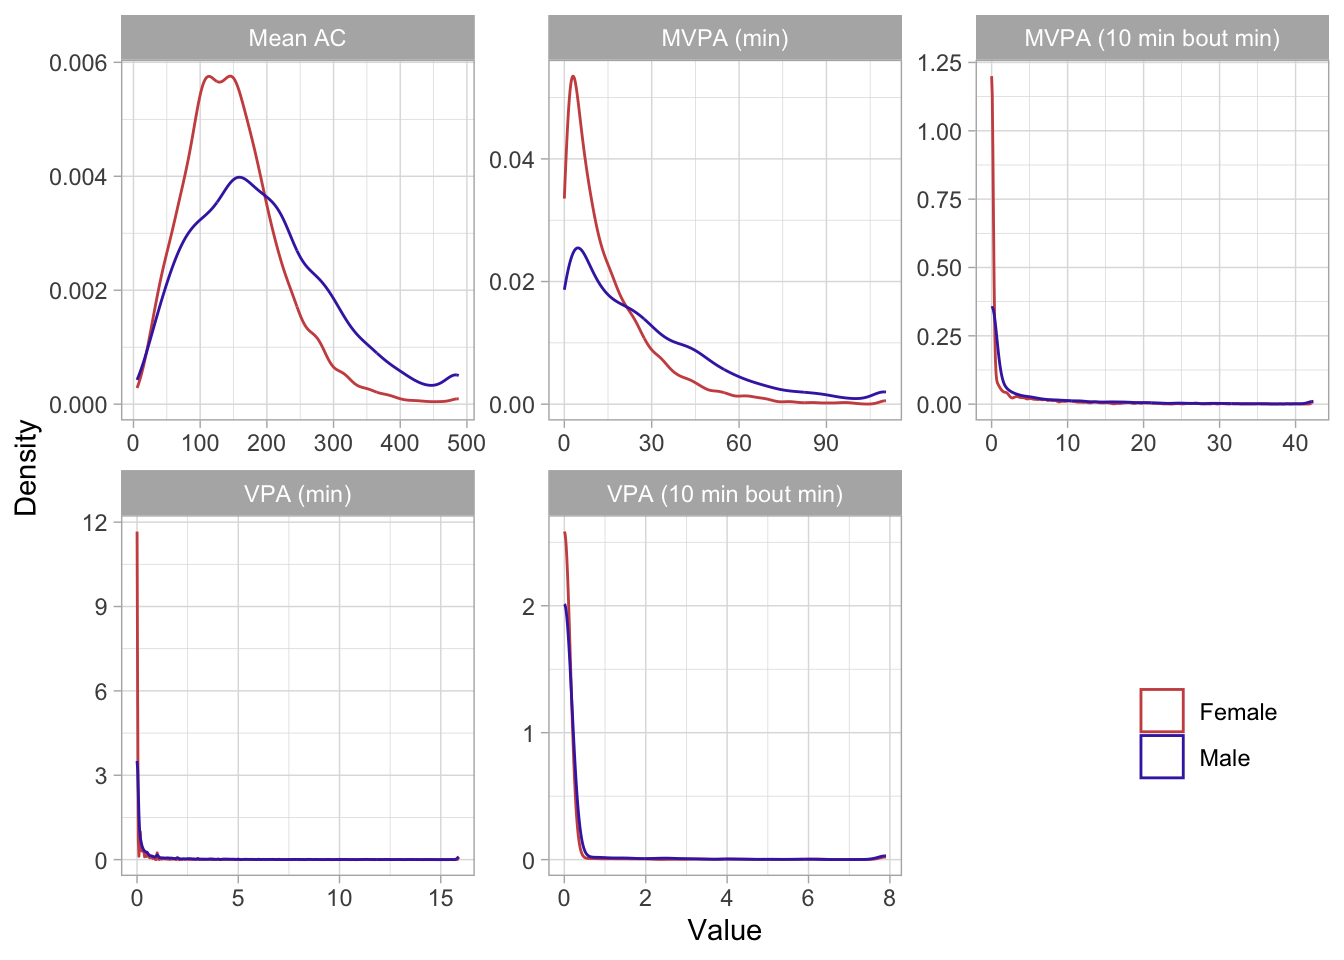 Mean AC
MVPA (min)
MVPA (10 min bout min)
0.006
0.004
0.002
0.000
0 100 200 300 400 500
0.04
0.02
0.00
0 30 60 90
1.25
1.00
0.75
0.50
0.25
0.00
0 10 20 30 40
Density
VPA (min)
VPA (10 min bout min)
12
9
6
3
0
0 5 10 15
2
1
0
0 2 4 6 8
Value
Female
Male